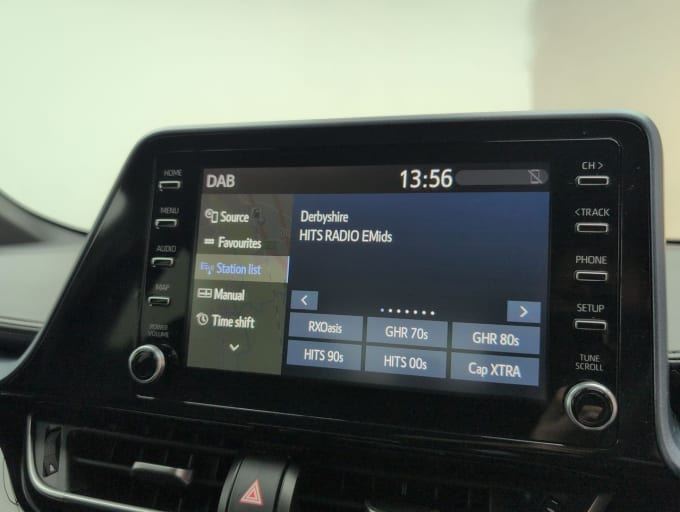 DAB
13:56
Source
Favourites
Station list
Manual
Time shift
Derbyshire
HITS RADIO EMids
RXOasis
GHR 70s
GHR 80s
HITS 90s
HITS 00s
Cap XTRA
HOME
MENU
AUDIO
MAP
POWER
VOLUME
CH >
< TRACK
PHONE
SETUP
TUNE
SCROLL